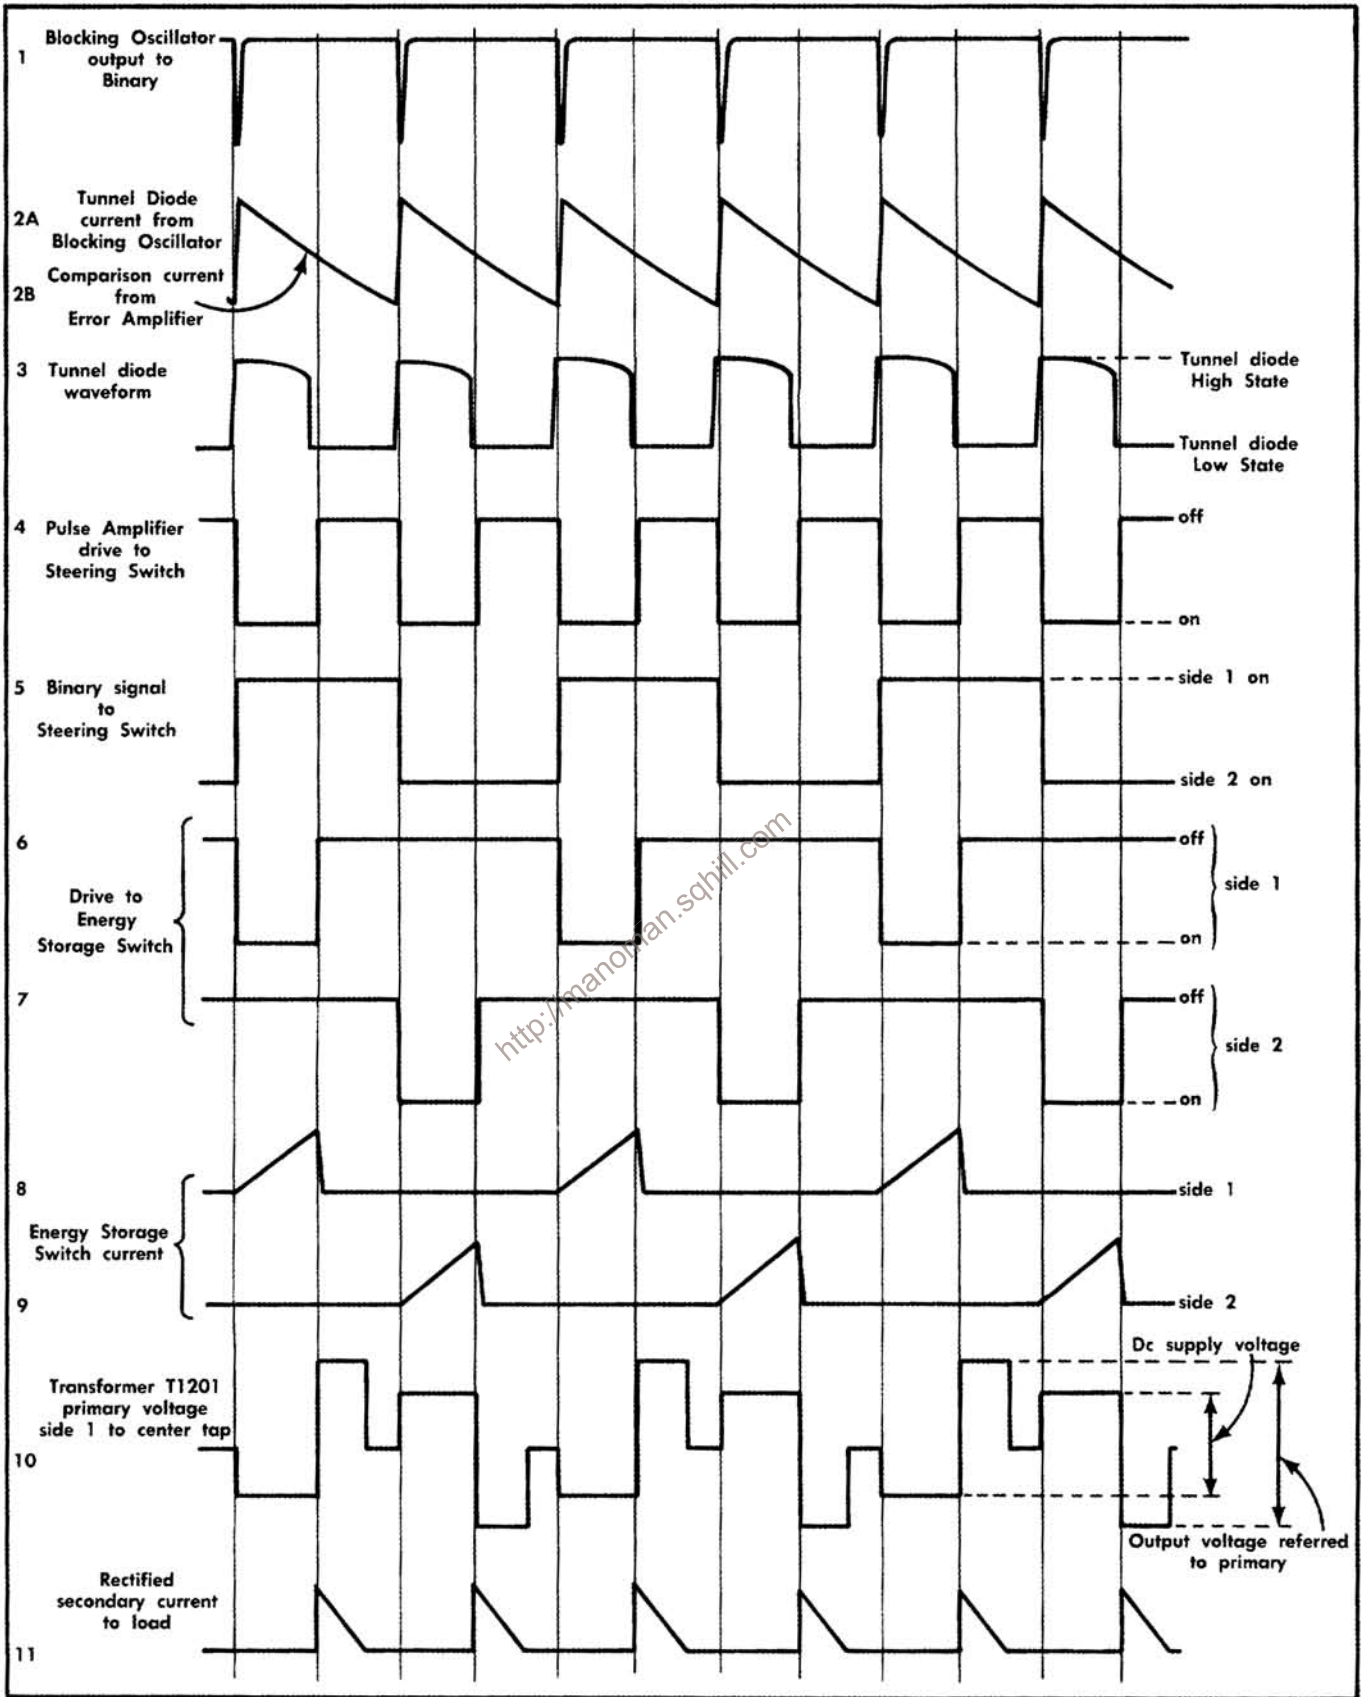 1
Blocking Oscillator
output to
Binary
2A
Tunnel Diode
current from
Blocking Oscillator
2B
Comparison current
from
Error Amplifier
3
Tunnel diode
waveform
Tunnel diode
High State
Tunnel diode
Low State
4
Pulse Amplifier
drive to
Steering Switch
off
on
5
Binary signal
to
Steering Switch
side 1 on
side 2 on
6
Drive to
Energy
Storage Switch
off
side 1
on
7
off
side 2
on
http://manoman.sqhill.com
8
Energy Storage
Switch current
side 1
9
side 2
Transformer T1201
primary voltage
side 1 to center tap
10
Dc supply voltage
Output voltage referred
to primary
Rectified
secondary current
to load
11